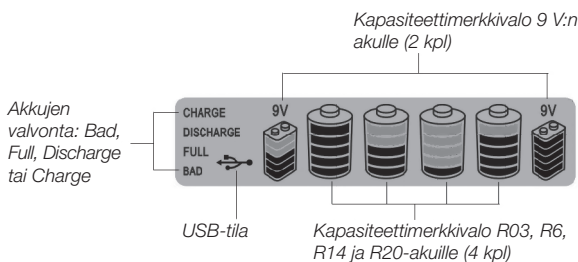 Kapasiteettimerkkivalo 9 V:n
akulle (2 kpl)
Akkujen
valvonta: Bad,
Full, Discharge
tai Charge
CHARGE
DISCHARGE
FULL
BAD
9V
9V
USB-tila
Kapasiteettimerkkivalo R03, R6,
R14 ja R20-akuille (4 kpl)